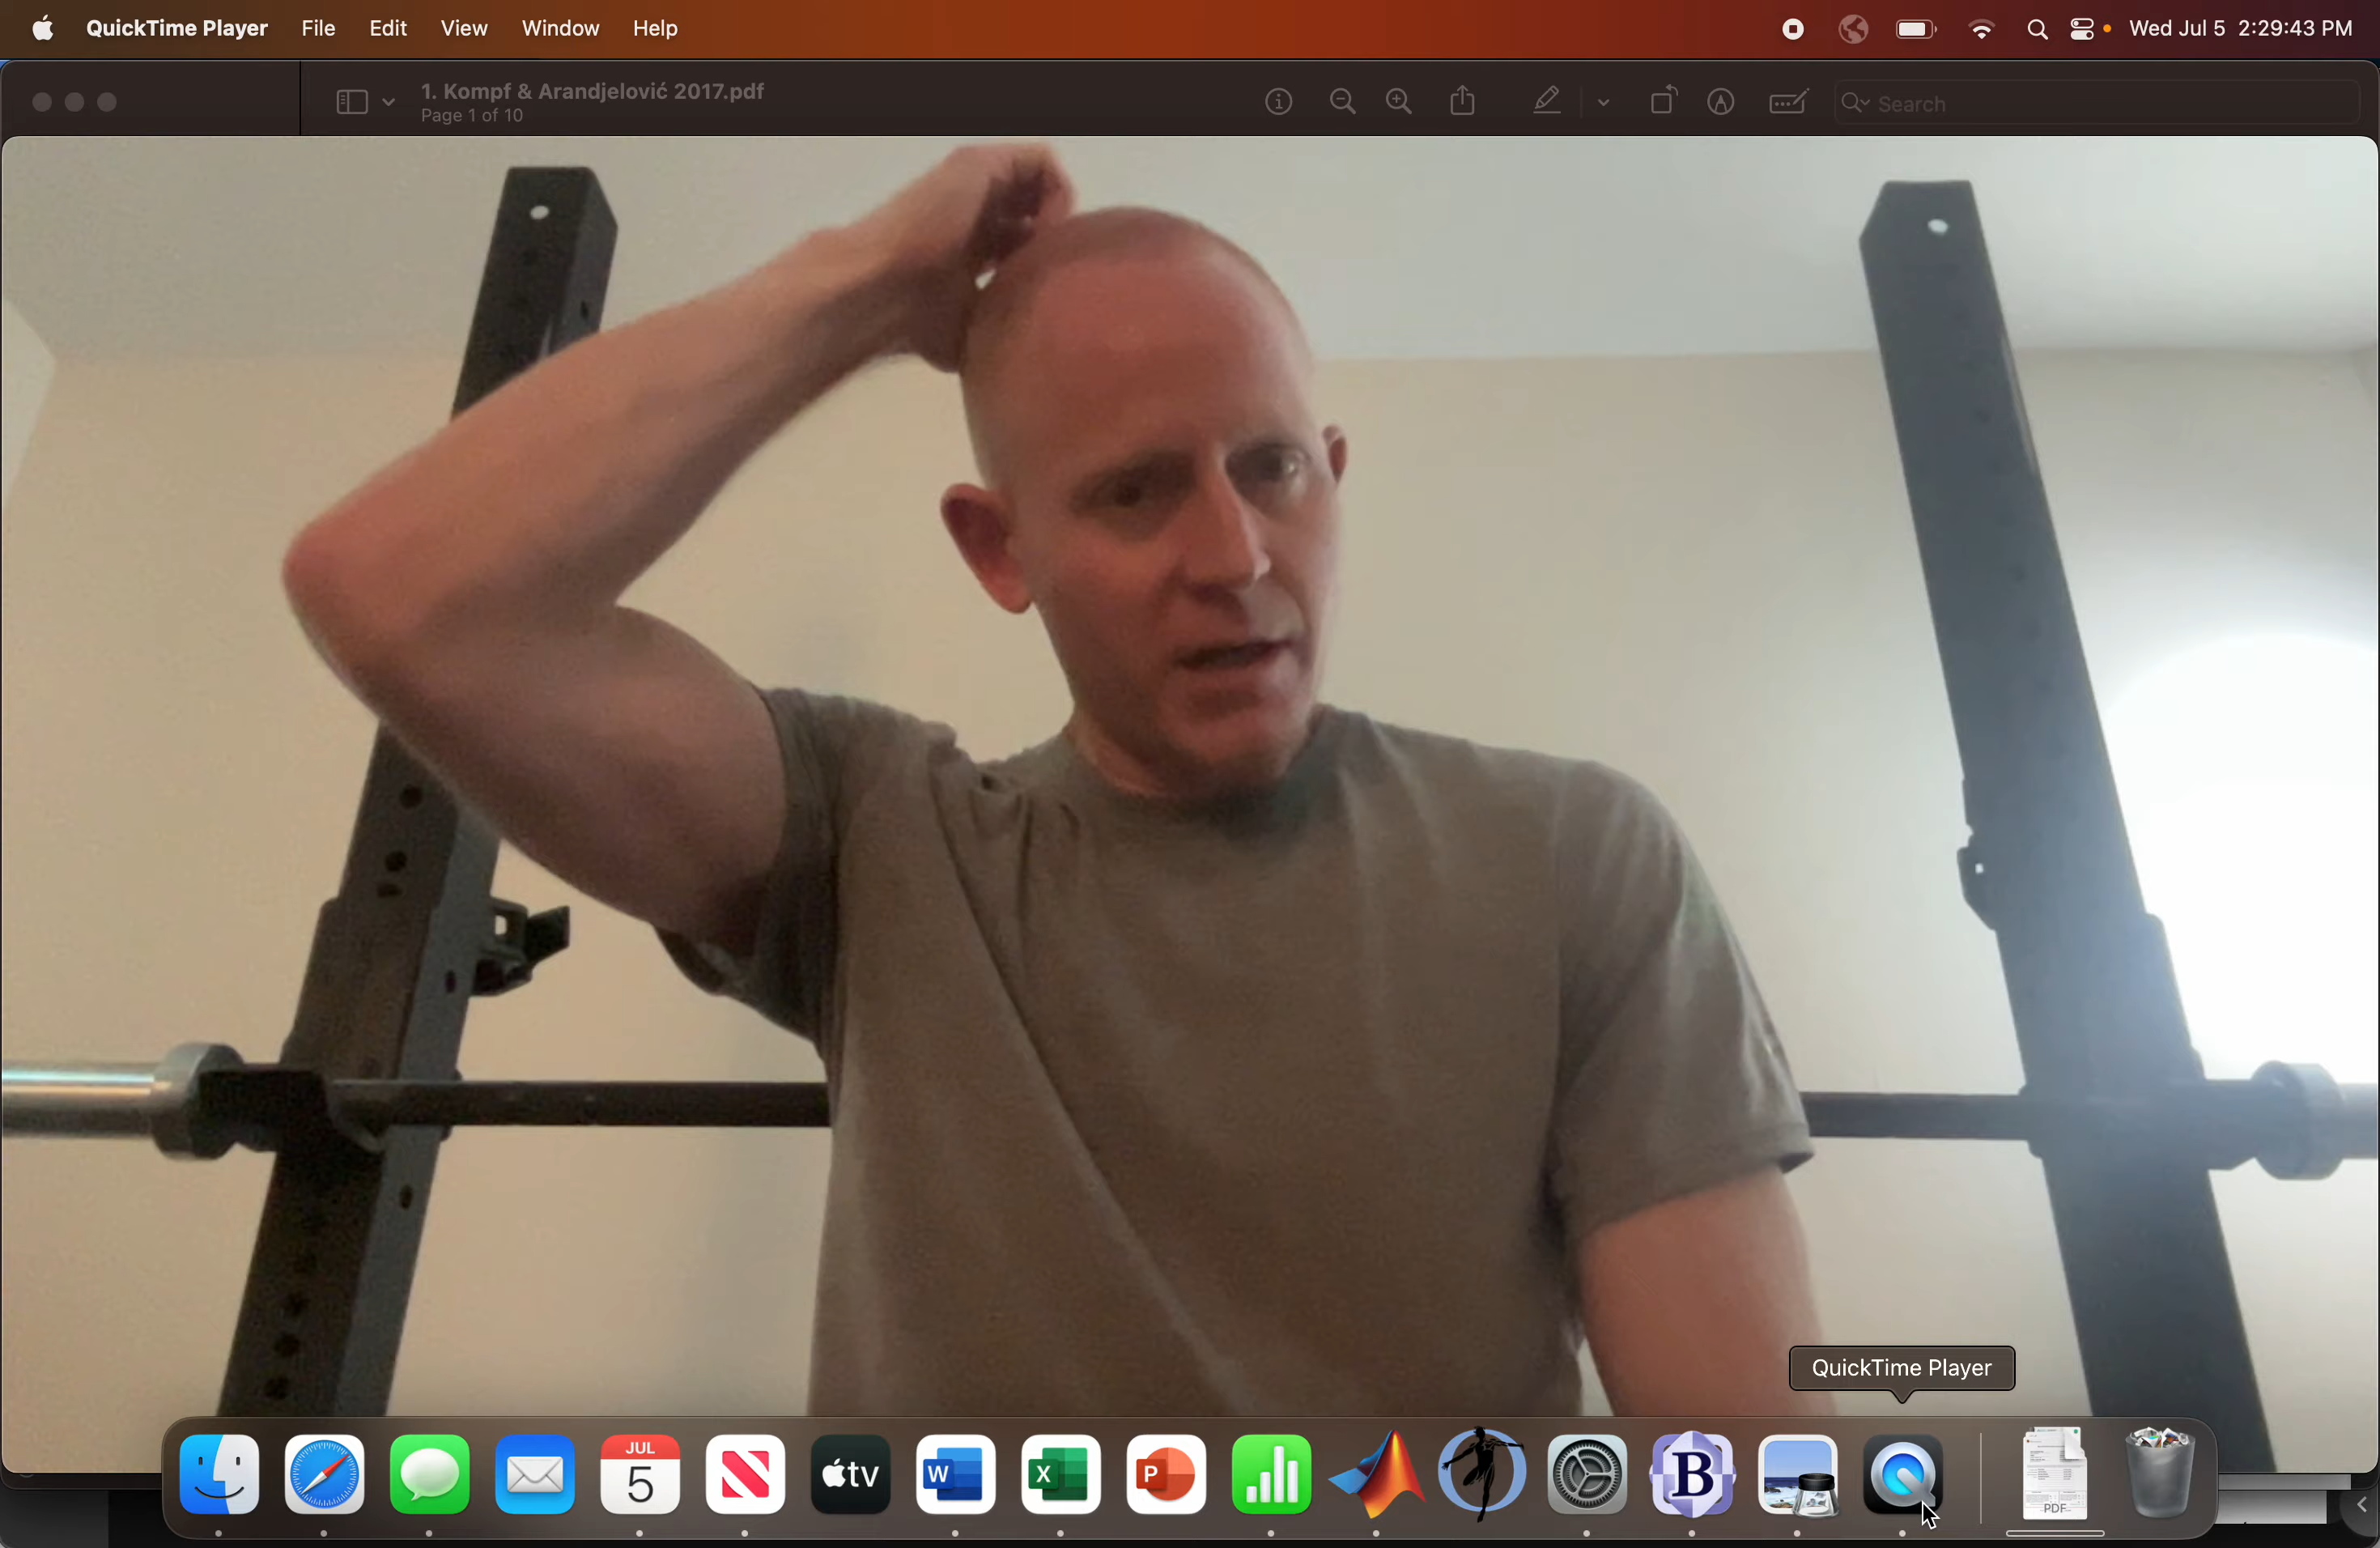 QuickTime Player File Edit View Window Help Wed Jul 5 2:29:43 PM
1. Kompf & Arandjelović 2017.pdf
Page 1 of 10
Search
QuickTime Player
JUL
5
tv
W
X
P
B
PDF